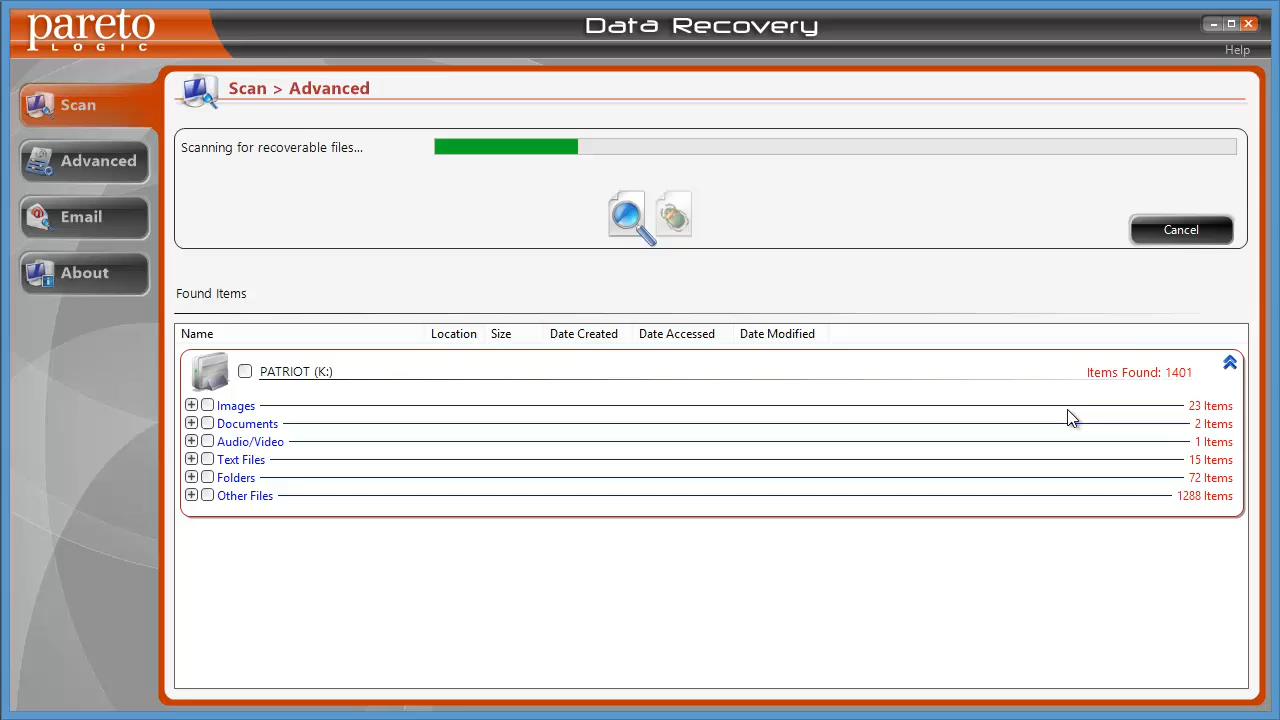 pareto
LOGIC
Data Recovery
Help
Scan
Advanced
Email
About
Scan > Advanced
Scanning for recoverable files...
Cancel
Found Items
Name Location Size Date Created Date Accessed Date Modified
PATRIOT (K:) Items Found: 1401
Images 23 Items
Documents 2 Items
Audio/Video 1 Items
Text Files 15 Items
Folders 72 Items
Other Files 1288 Items